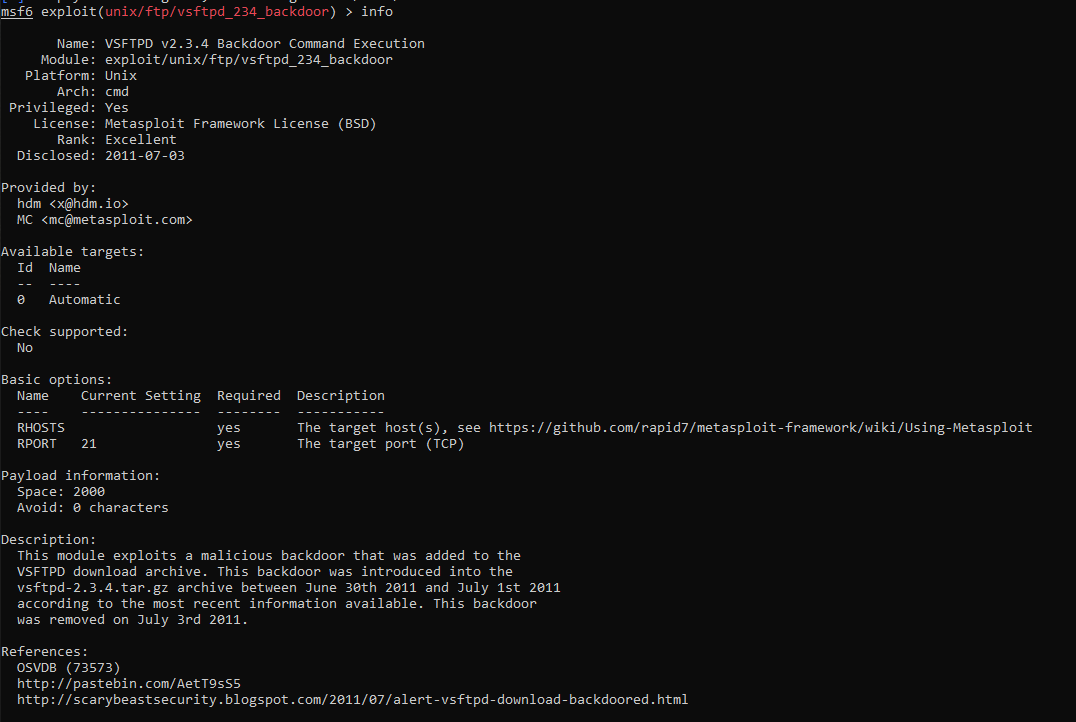 msf6 exploit(unix/ftp/vsftpd_234_backdoor) > info
Name: VSFTPD v2.3.4 Backdoor Command Execution
Module: exploit/unix/ftp/vsftpd_234_backdoor
Platform: Unix
Arch: cmd
Privileged: Yes
License: Metasploit Framework License (BSD)
Rank: Excellent
Disclosed: 2011-07-03
Provided by:
hdm <x@hdm.io>
MC <mc@metasploit.com>
Available targets:
Id  Name
--  ----
0   Automatic
Check supported:
No
Basic options:
Name    Current Setting  Required  Description
----    ---------------  --------  -----------
RHOSTS                   yes       The target host(s), see https://github.com/rapid7/metasploit-framework/wiki/Using-Metasploit
RPORT   21               yes       The target port (TCP)
Payload information:
Space: 2000
Avoid: 0 characters
Description:
This module exploits a malicious backdoor that was added to the
VSFTPD download archive. This backdoor was introduced into the
vsftpd-2.3.4.tar.gz archive between June 30th 2011 and July 1st 2011
according to the most recent information available. This backdoor
was removed on July 3rd 2011.
References:
OSVDB (73573)
http://pastebin.com/AetT9sS5
http://scarybeastsecurity.blogspot.com/2011/07/alert-vsftpd-download-backdoored.html